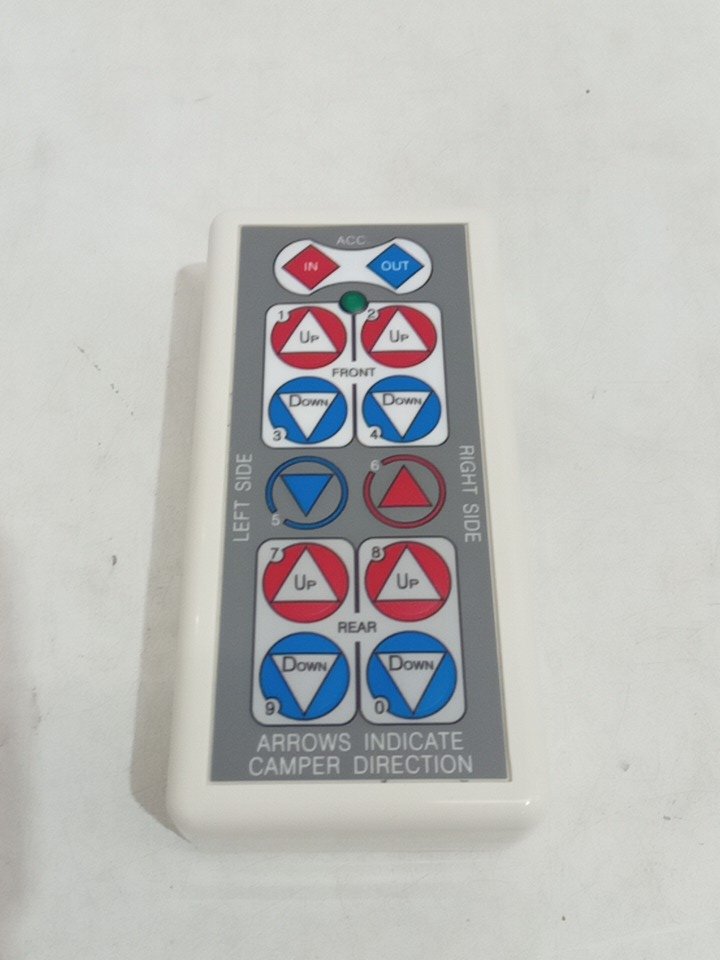 ACC.
IN OUT
1 2
UP UP
FRONT
DOWN DOWN
3 4
LEFT SIDE
RIGHT SIDE
6
5
7 8
UP UP
REAR
DOWN DOWN
9 0
ARROWS INDICATE
CAMPER DIRECTION